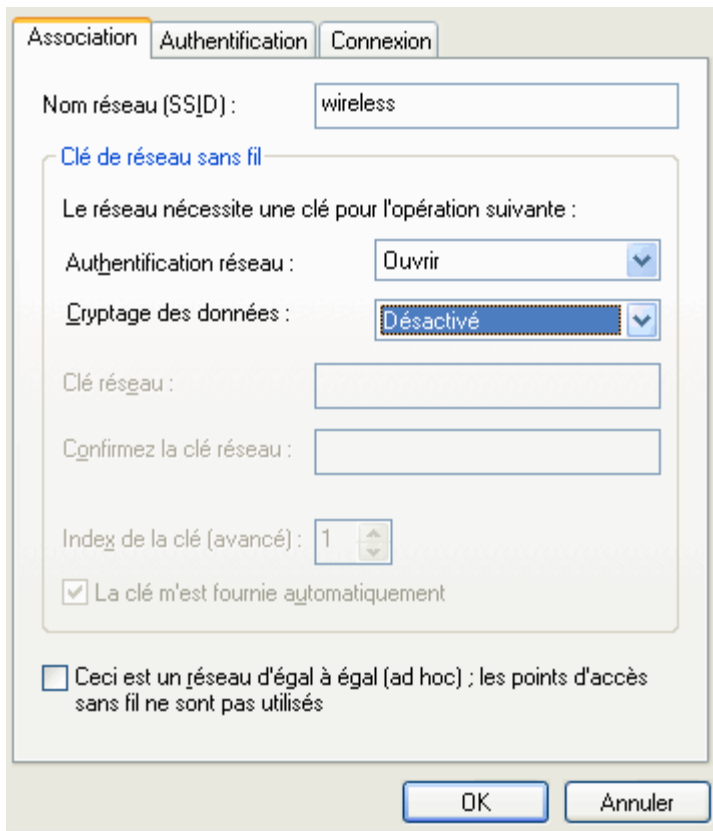 Association Authentification Connexion
Nom réseau (SSID) : wireless
Clé de réseau sans fil
Le réseau nécessite une clé pour l'opération suivante :
Authentification réseau : Ouvrir
Cryptage des données : Désactivé
Clé réseau :
Confirmez la clé réseau :
Index de la clé (avancé) : 1
La clé m'est fournie automatiquement
Ceci est un réseau d'égal à égal (ad hoc) ; les points d'accès
sans fil ne sont pas utilisés
OK Annuler